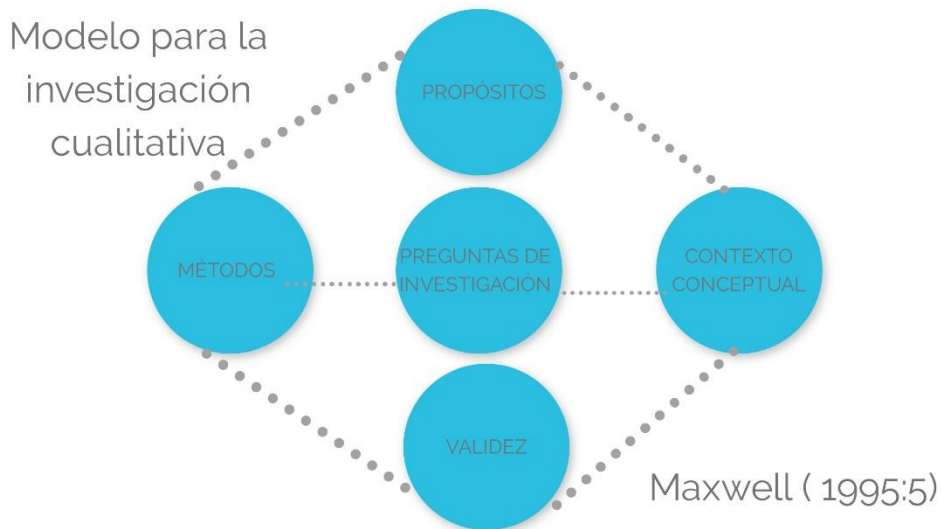 Modelo para la
investigación
cualitativa
PROPÓSITOS
MÉTODOS
PREGUNTAS DE
INVESTIGACIÓN
CONTEXTO
CONCEPTUAL
VALIDEZ
Maxwell ( 1995:5)